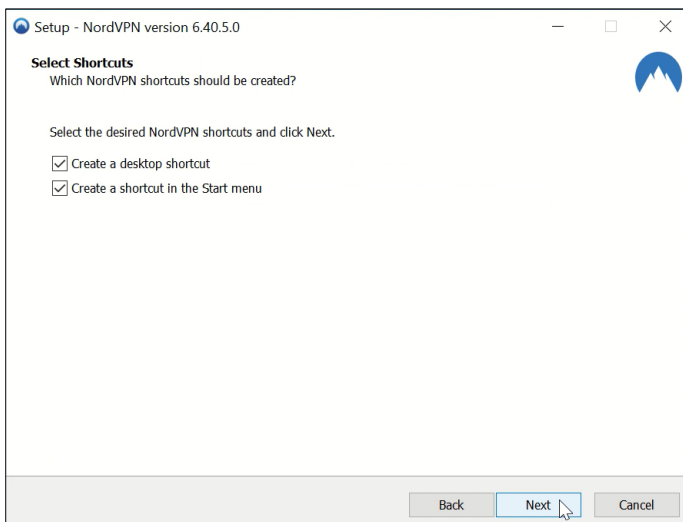 Setup - NordVPN version 6.40.5.0
Select Shortcuts
Which NordVPN shortcuts should be created?
Select the desired NordVPN shortcuts and click Next.
Create a desktop shortcut
Create a shortcut in the Start menu
Back Next Cancel